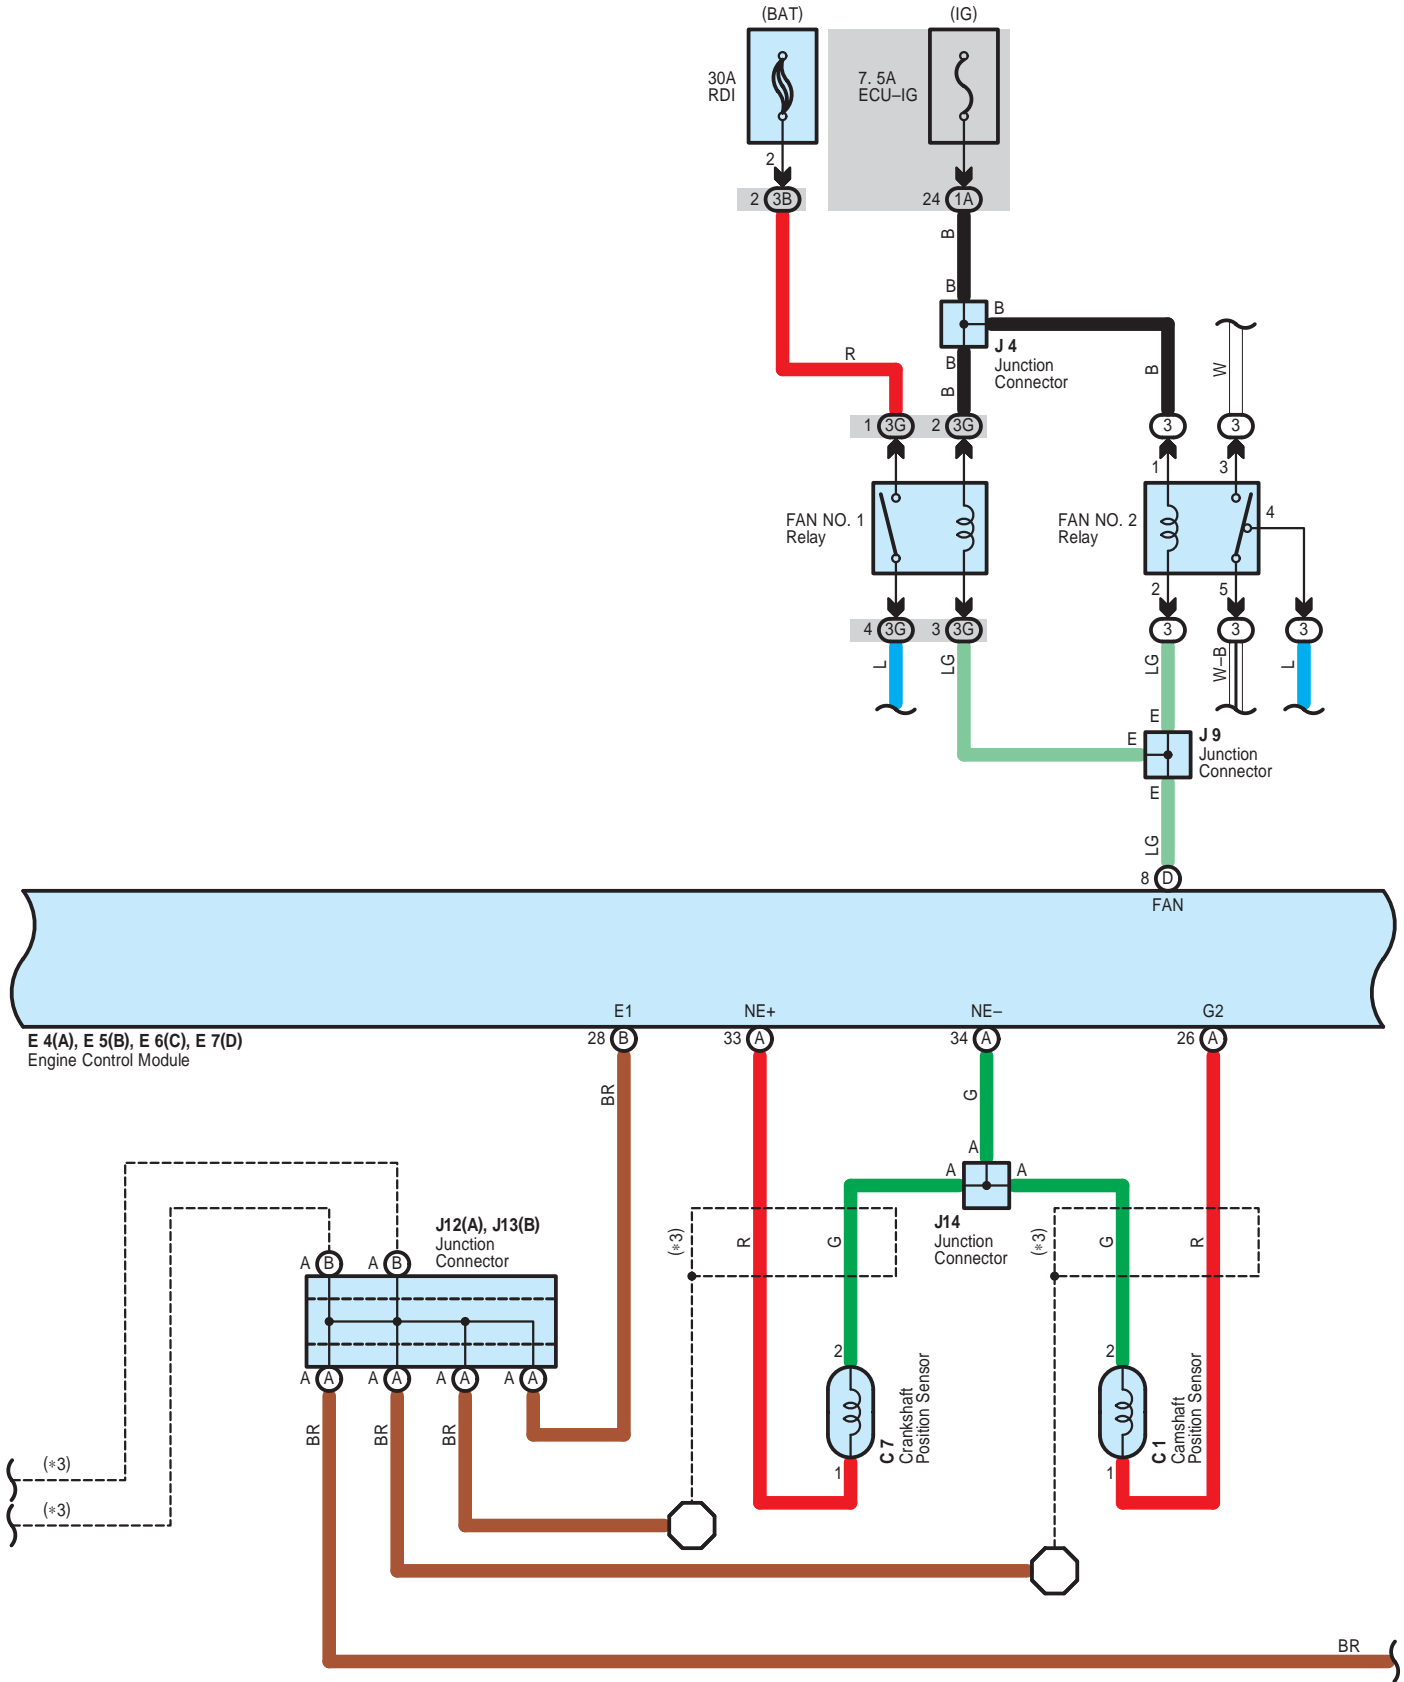 (BAT)
(IG)
30A
RDI
7. 5A
ECU–IG
2
2 3B
24 1A
B
B
B
J 4
Junction
Connector
B
B
R
B
W
1 3G
2 3G
3
3
1
3
FAN NO. 1
Relay
FAN NO. 2
Relay
4
2
5
4 3G
3 3G
3
3
3
L
LG
LG
W–B
L
E
E
J 9
Junction
Connector
E
LG
8 D
FAN
E1
NE+
NE–
G2
E 4(A), E 5(B), E 6(C), E 7(D)
Engine Control Module
28 B
33 A
34 A
26 A
BR
G
A
A
A
J14
Junction
Connector
J12(A), J13(B)
Junction
Connector
(*3)
R
G
(*3)
G
R
A B
A B
A A
A A
A A
A A
BR
BR
BR
2
C 7
Crankshaft
Position Sensor
1
2
C 1
Camshaft
Position Sensor
1
(*3)
(*3)
BR